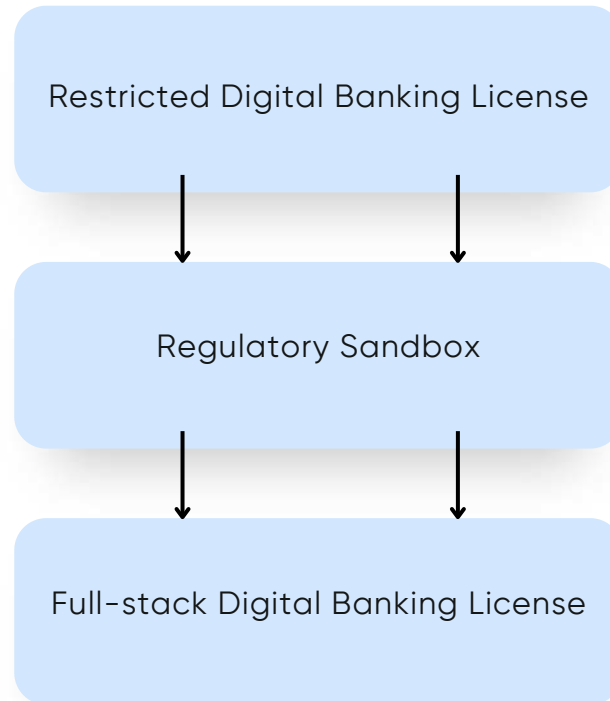 Restricted Digital Banking License
Regulatory Sandbox
Full-stack Digital Banking License